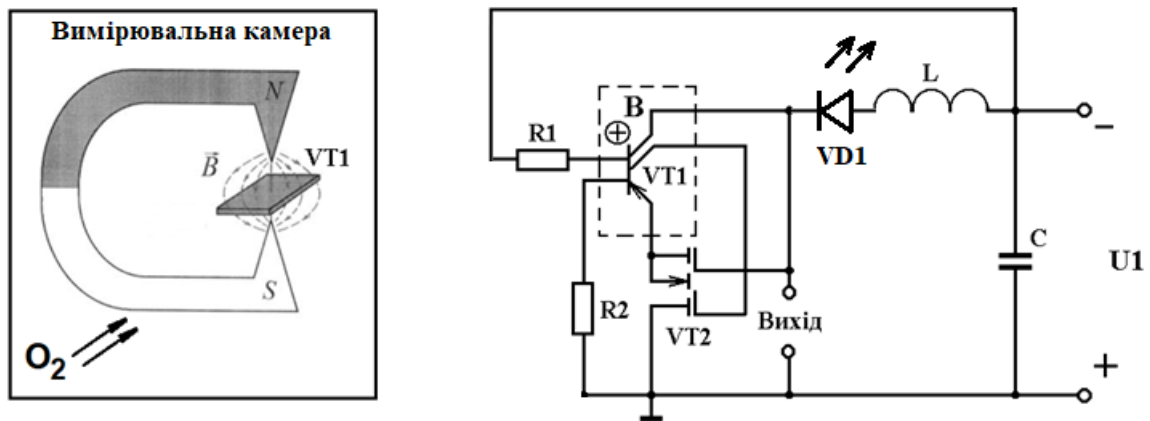 Вимірювальна камера
N
B
VT1
S
O2
B
R1
VT1
R2
VT2
Вихід
VD1
L
C
U1
−
+